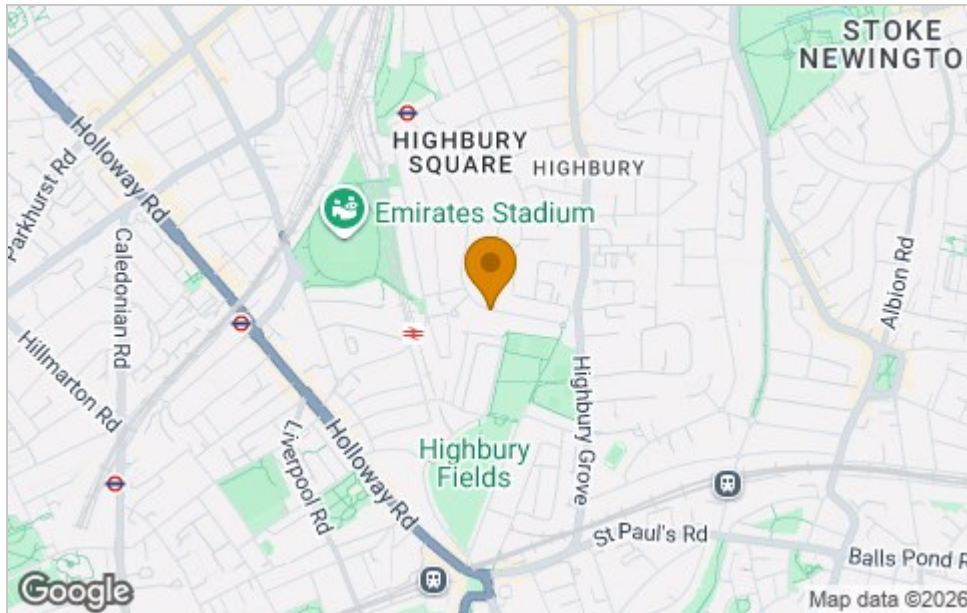 STOKE
NEWINGTO
Holloway Rd
HIGHBURY
SQUARE
HIGHBURY
Parkhurst Rd
Emirates Stadium
Caledonian Rd
Albion Rd
Hillmarton Rd
Highbury Grove
Liverpool Rd
Holloway Rd
Highbury
Fields
St Paul's Rd
Balls Pond R
Google
Map data ©2026